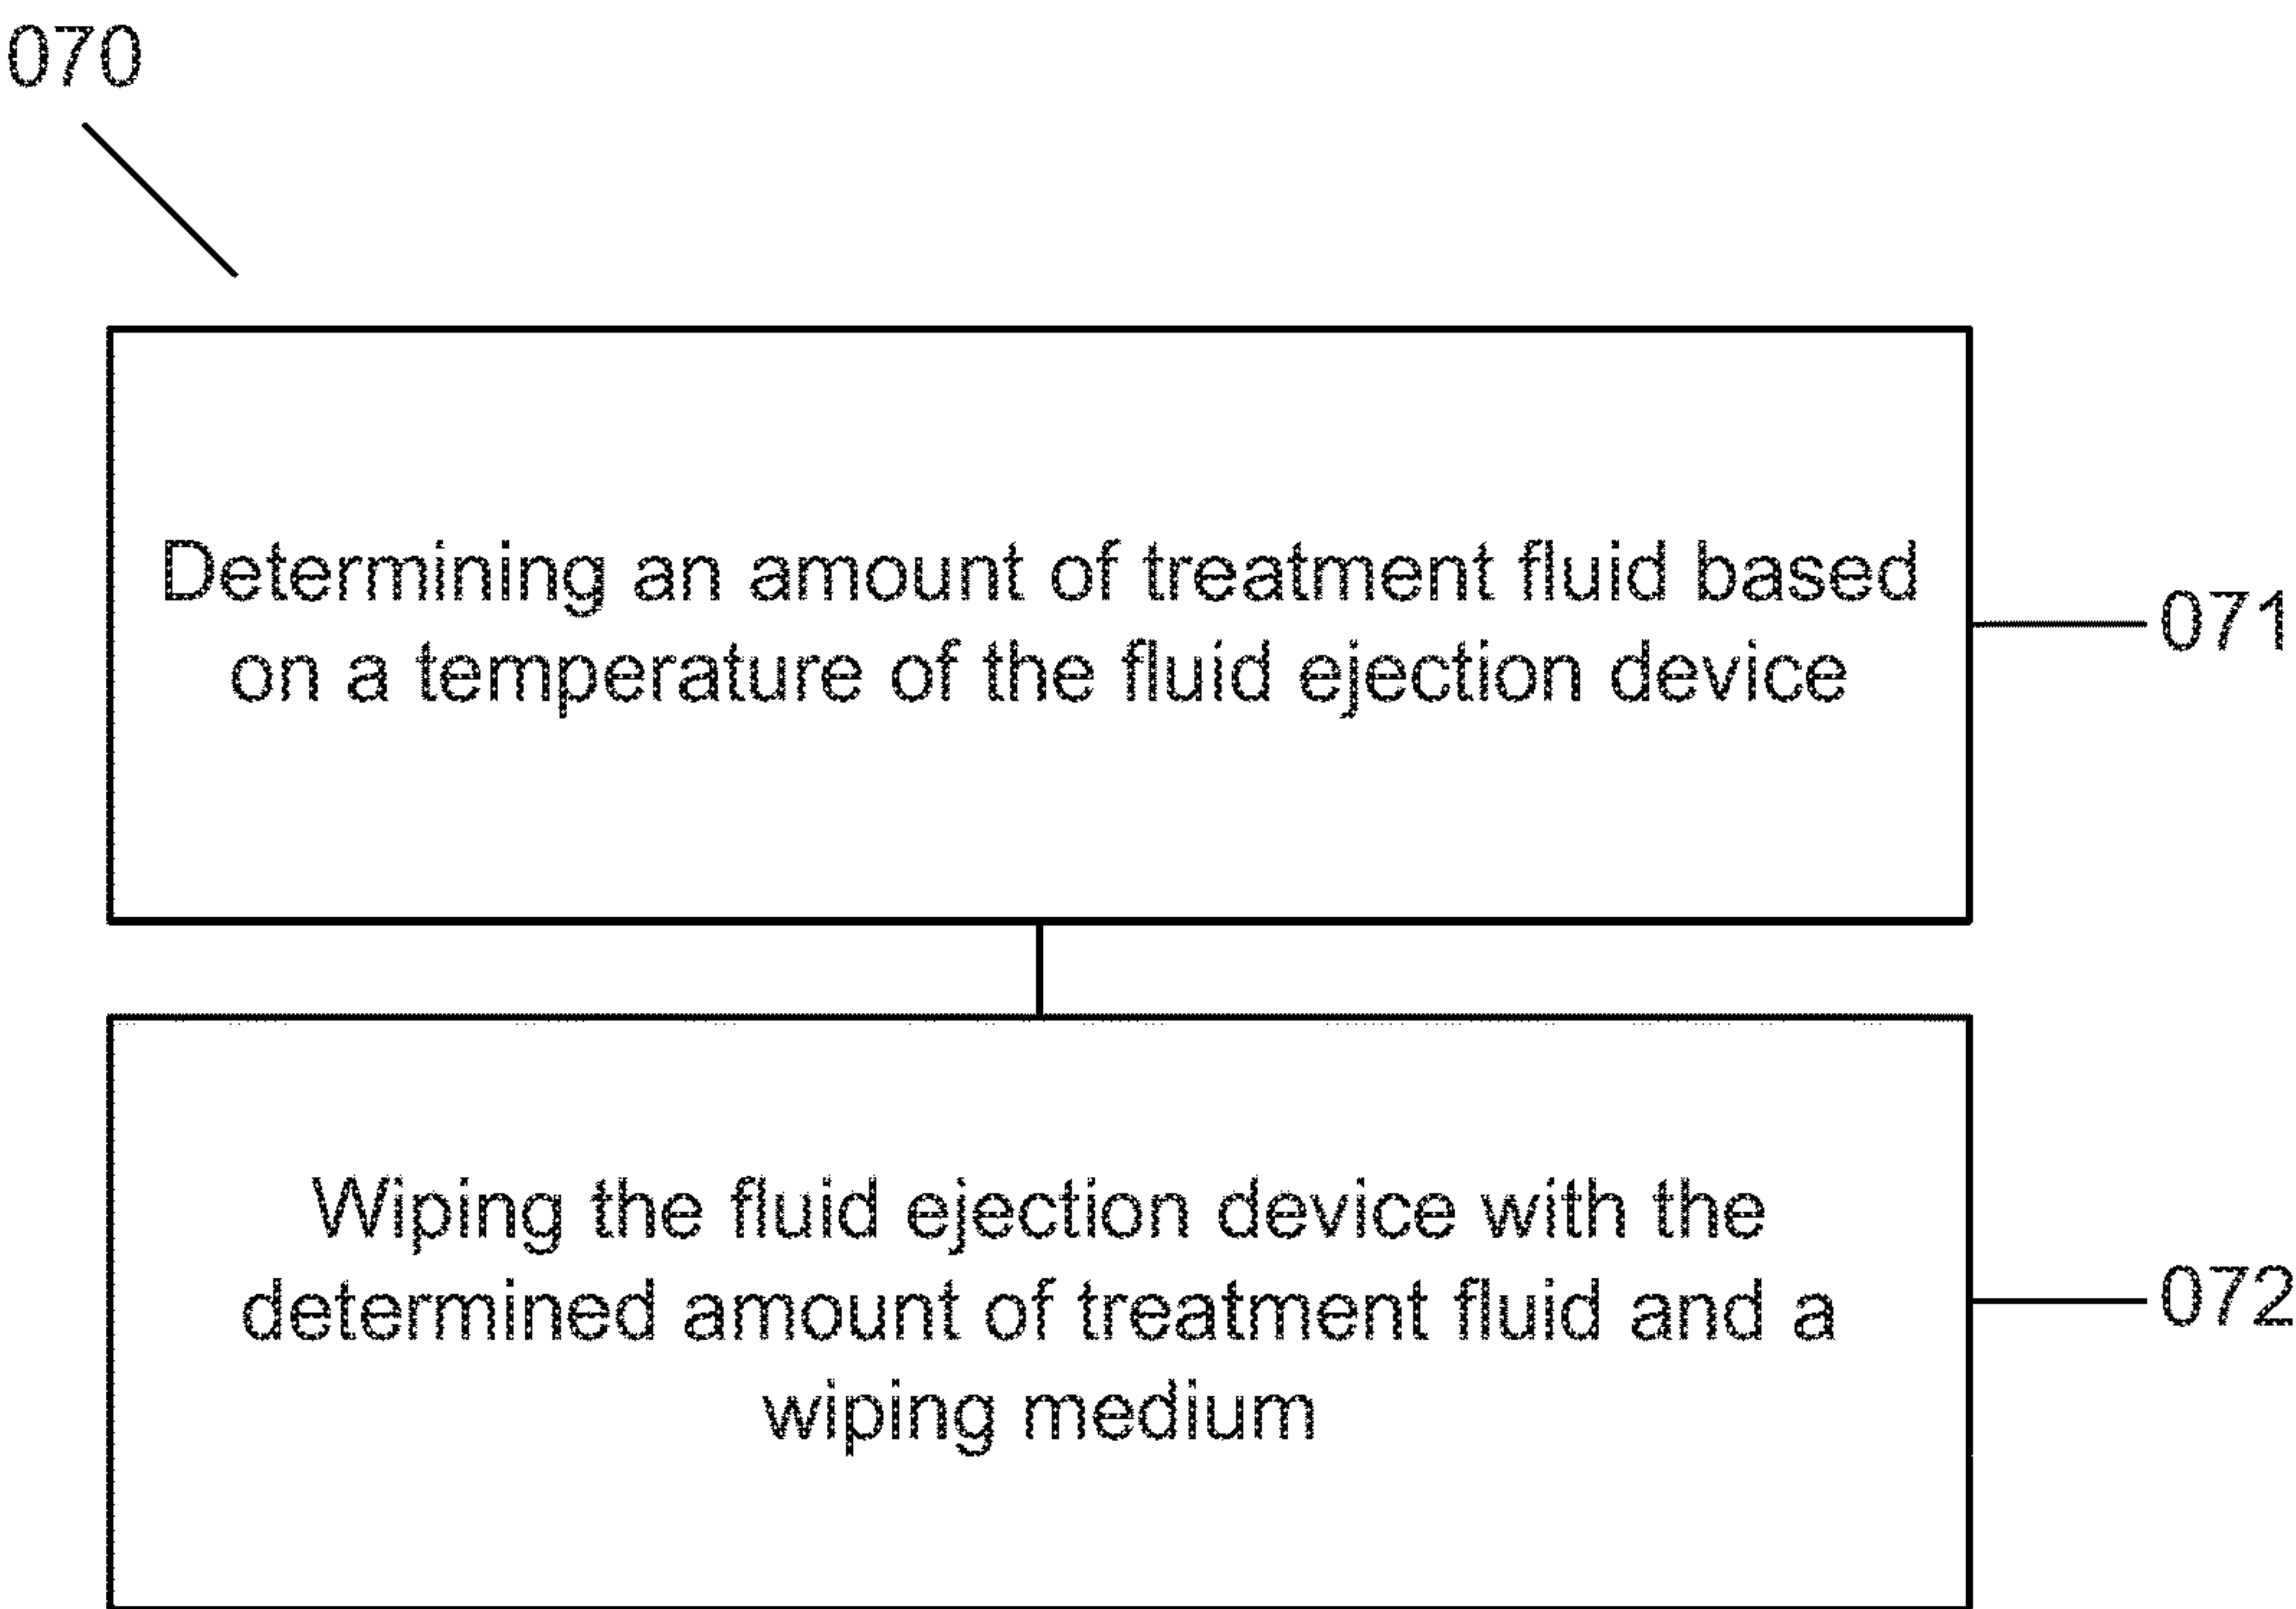 070
Determining an amount of treatment fluid based
on a temperature of the fluid ejection device
071
Wiping the fluid ejection device with the
determined amount of treatment fluid and a
wiping medium
072